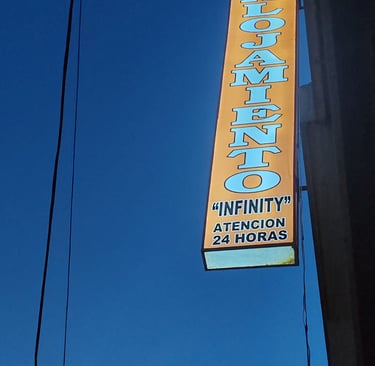 LOJAMIENTO
"INFINITY"
ATENCION
24 HORAS